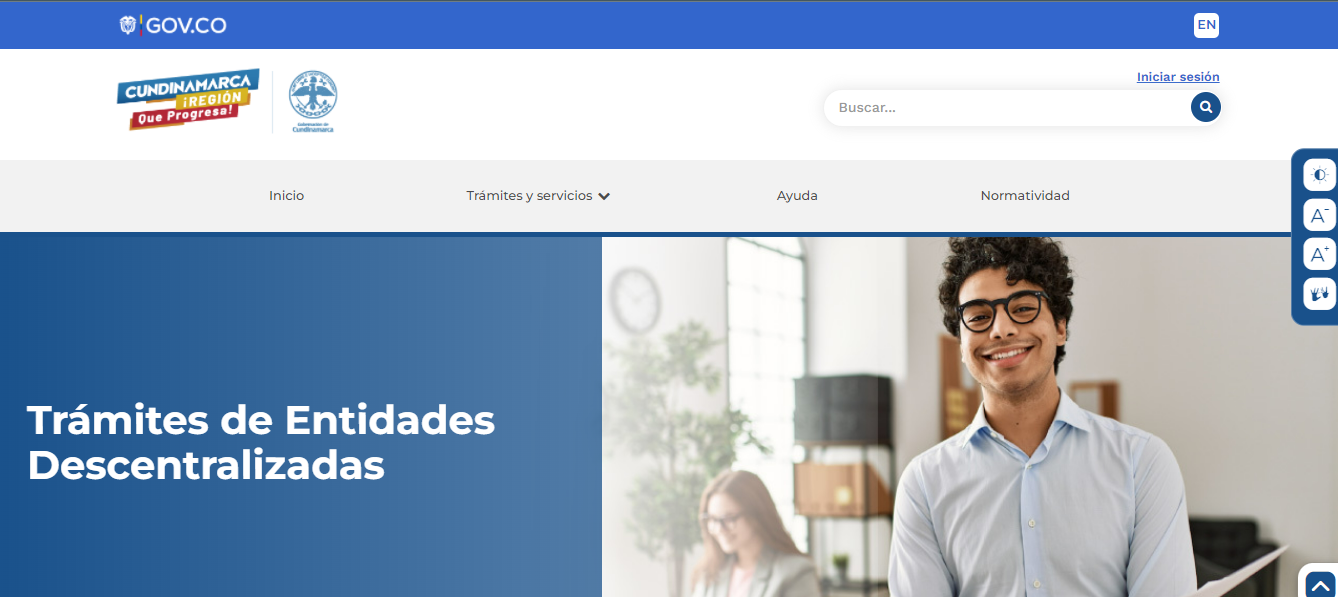 GOV.CO
EN
CUNDINAMARCA
¡REGIÓN
Que Progresa!
Gobernación de
Cundinamarca
Iniciar sesión
Buscar...
Inicio
Trámites y servicios
Ayuda
Normatividad
A-
A+
Trámites de Entidades
Descentralizadas